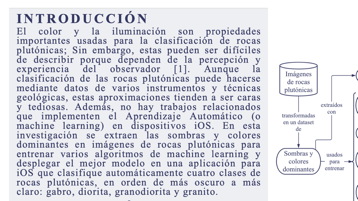 INTRODUCCIÓN
El color y la iluminación son propiedades
importantes usadas para la clasificación de rocas
plutónicas; Sin embargo, estas pueden ser difíciles
de describir porque dependen de la percepción y
experiencia del observador [1]. Aunque la
clasificación de las rocas plutónicas puede hacerse
mediante datos de varios instrumentos y técnicas
geológicas, estas aproximaciones tienden a ser caras
y tediosas. Además, no hay trabajos relacionados
que implementen el Aprendizaje Automático (o
machine learning) en dispositivos iOS. En esta
investigación se extraen las sombras y colores
dominantes en imágenes de rocas plutónicas para
entrenar varios algoritmos de machine learning y
desplegar el mejor modelo en una aplicación para
iOS que clasifique automáticamente cuatro clases de
rocas plutónicas, en orden de más oscuro a más
claro: gabro, diorita, granodiorita y granito.
Imágenes
de rocas
plutónicas
extraídos
con
transformadas
en un dataset
de
Sombras y
colores
dominantes
usados
para
entrenar